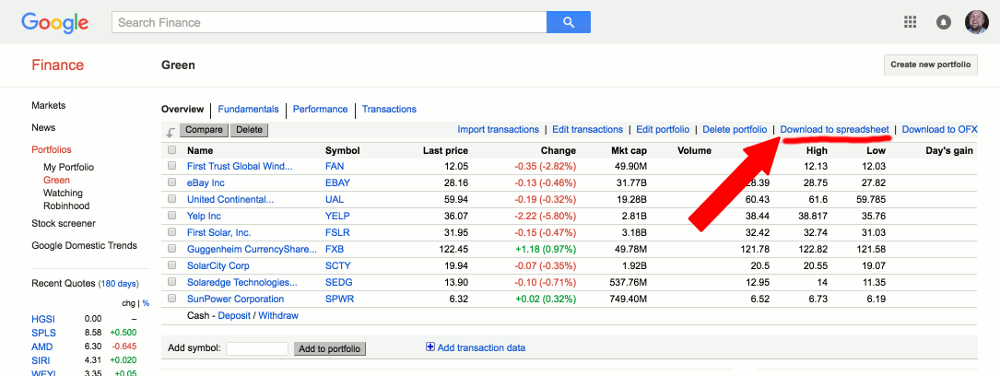 Google Search Finance
Finance Green Create new portfolio
Markets
News
Portfolios
My Portfolio
Green
Watching
Robinhood
Stock screener
Google Domestic Trends
Recent Quotes (180 days)
chg | %
HGSI 0.00 –
SPLS 8.58 +0.500
AMD 6.30 -0.645
SIRI 4.31 +0.020
WEYL 3.35 +0.05
Overview | Fundamentals | Performance | Transactions
Compare Delete Import transactions | Edit transactions | Edit portfolio | Delete portfolio | Download to spreadsheet | Download to OFX
Name Symbol Last price Change Mkt cap Volume High Low Day's gain
First Trust Global Wind... FAN 12.05 -0.35 (-2.82%) 49.90M 12.13 12.03
eBay Inc EBAY 28.16 -0.13 (-0.46%) 31.77B 28.39 28.75 27.82
United Continental... UAL 59.94 -0.19 (-0.32%) 19.28B 60.43 61.6 59.785
Yelp Inc YELP 36.07 -2.22 (-5.80%) 2.81B 38.44 38.817 35.76
First Solar, Inc. FSLR 31.95 -0.15 (-0.47%) 3.18B 32.42 32.74 31.03
Guggenheim CurrencyShare... FXB 122.45 +1.18 (0.97%) 49.78M 121.78 122.82 121.58
SolarCity Corp SCTY 19.94 -0.07 (-0.35%) 1.92B 20.5 20.55 19.07
Solaredge Technologies... SEDG 13.90 -0.10 (-0.71%) 537.76M 12.95 14 11.35
SunPower Corporation SPWR 6.32 +0.02 (0.32%) 749.40M 6.52 6.73 6.19
Cash - Deposit / Withdraw
Add symbol: Add to portfolio Add transaction data